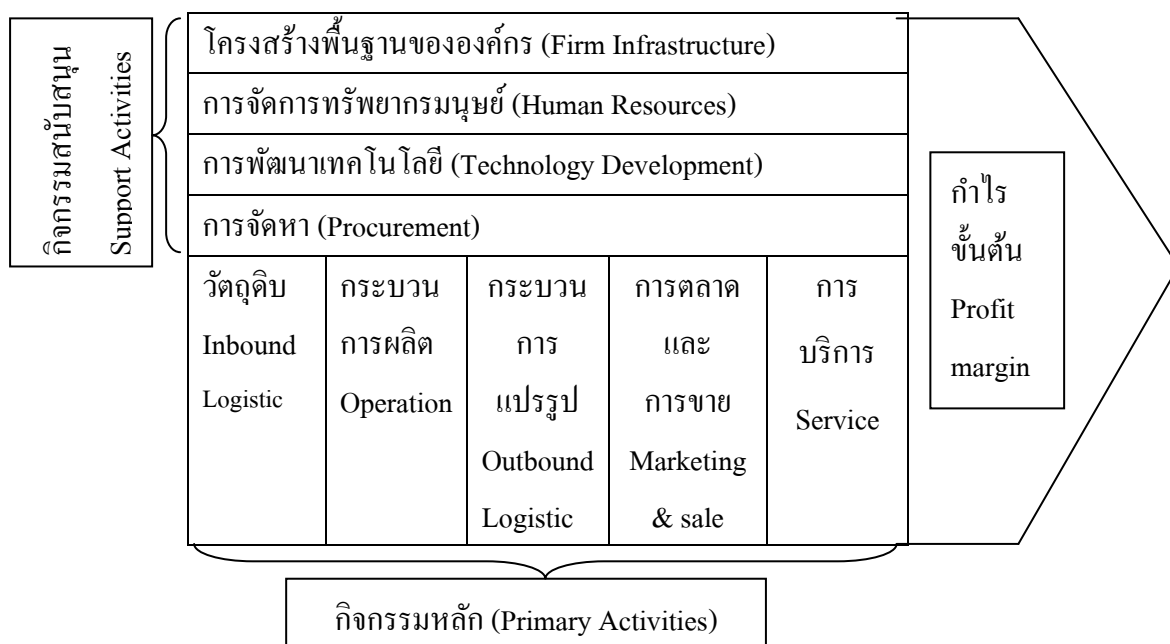 กิจกรรมสนับสนุน
Support Activities
โครงสร้างพื้นฐานขององค์กร (Firm Infrastructure)
การจัดการทรัพยากรมนุษย์ (Human Resources)
การพัฒนาเทคโนโลยี (Technology Development)
การจัดหา (Procurement)
วัตถุดิบ
Inbound
Logistic
กระบวน
การผลิต
Operation
กระบวน
การ
แปรรูป
Outbound
Logistic
การตลาด
และ
การขาย
Marketing
& sale
การ
บริการ
Service
กำไร
ขั้นต้น
Profit
margin
กิจกรรมหลัก (Primary Activities)